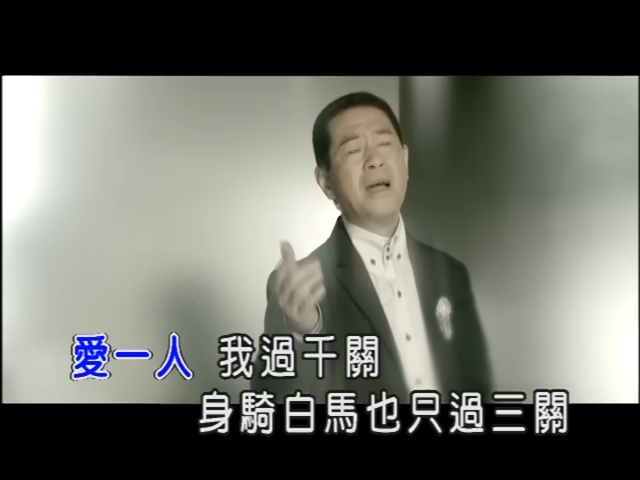 愛一人 我過千關
身騎白馬也只過三關